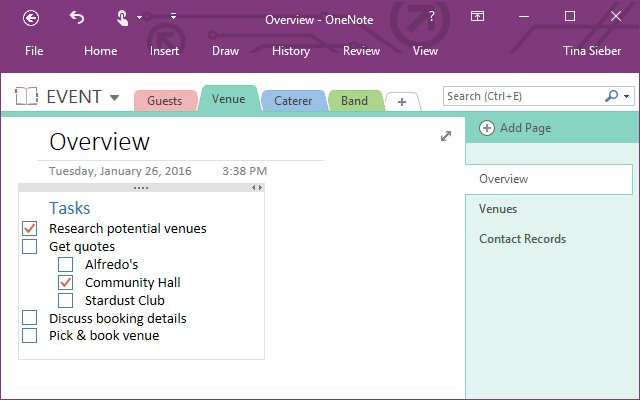 Overview - OneNote
?
File Home Insert Draw History Review View Tina Sieber
EVENT Guests Venue Caterer Band + Search (Ctrl+E)
Add Page
Overview
Tuesday, January 26, 2016 3:38 PM
Tasks
Research potential venues
Get quotes
Alfredo's
Community Hall
Stardust Club
Discuss booking details
Pick & book venue
Overview
Venues
Contact Records